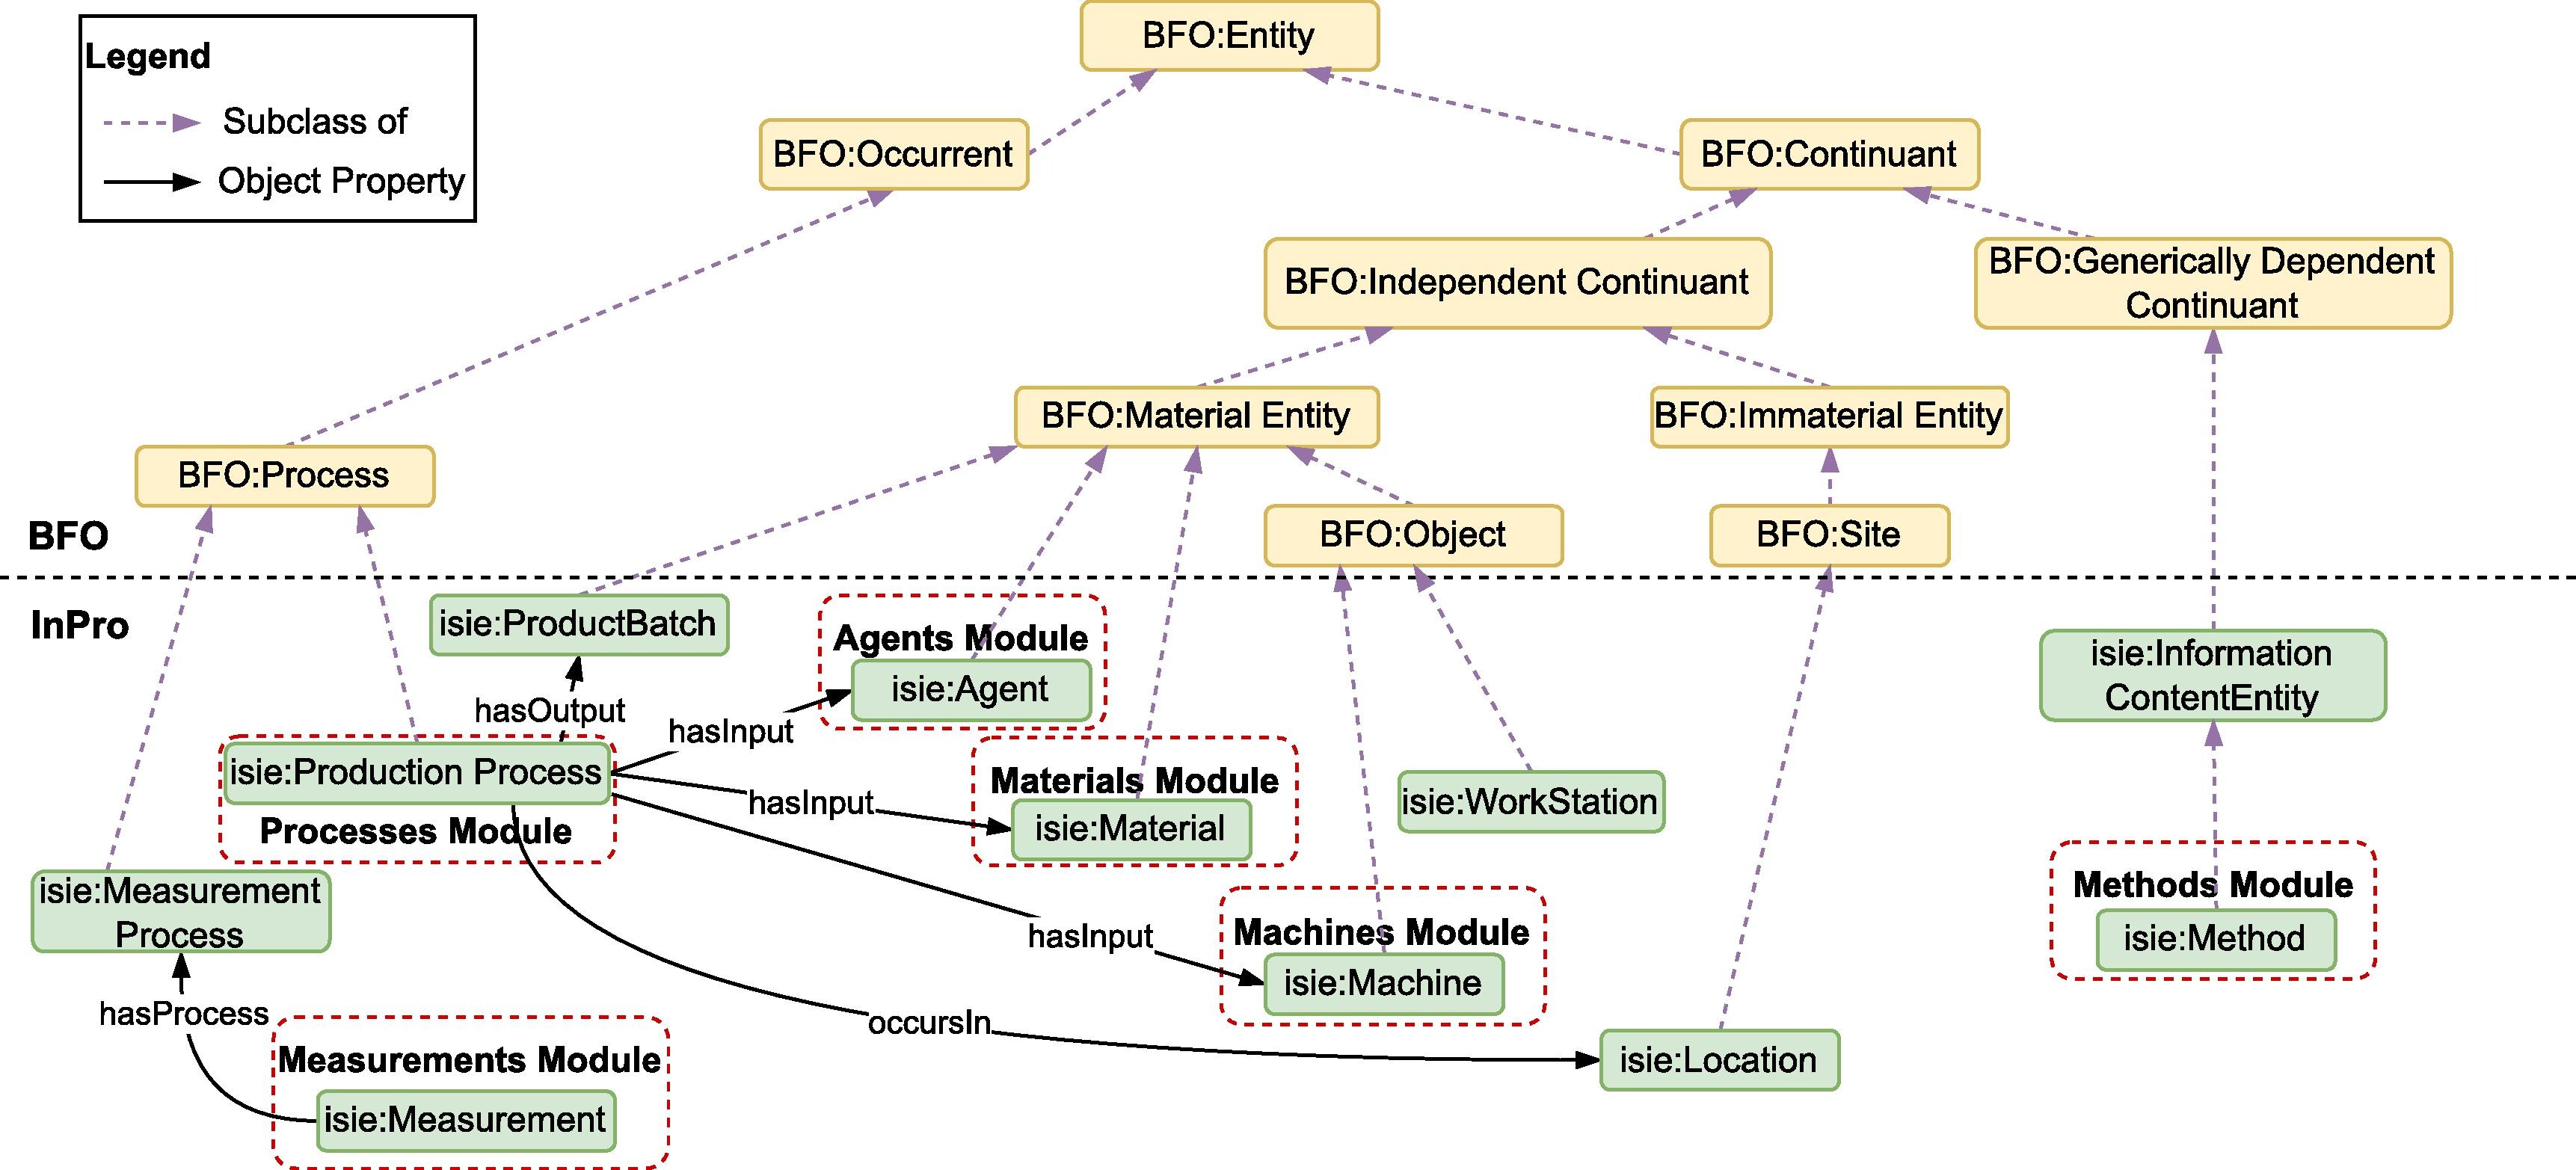 BFO:Entity
Legend
Subclass of
Object Property
BFO:Occurrent
BFO:Continuant
BFO:Independent Continuant
BFO:Generically Dependent
Continuant
BFO:Material Entity
BFO:Immaterial Entity
BFO:Process
BFO:Object
BFO:Site
BFO
InPro
isie:ProductBatch
Agents Module
isie:Agent
isie:Information
ContentEntity
hasOutput
hasInput
isie:Production Process
Processes Module
hasInput
Materials Module
isie:Material
isie:WorkStation
isie:Measurement
Process
hasInput
Machines Module
isie:Machine
Methods Module
isie:Method
hasProcess
occursIn
Measurements Module
isie:Measurement
isie:Location